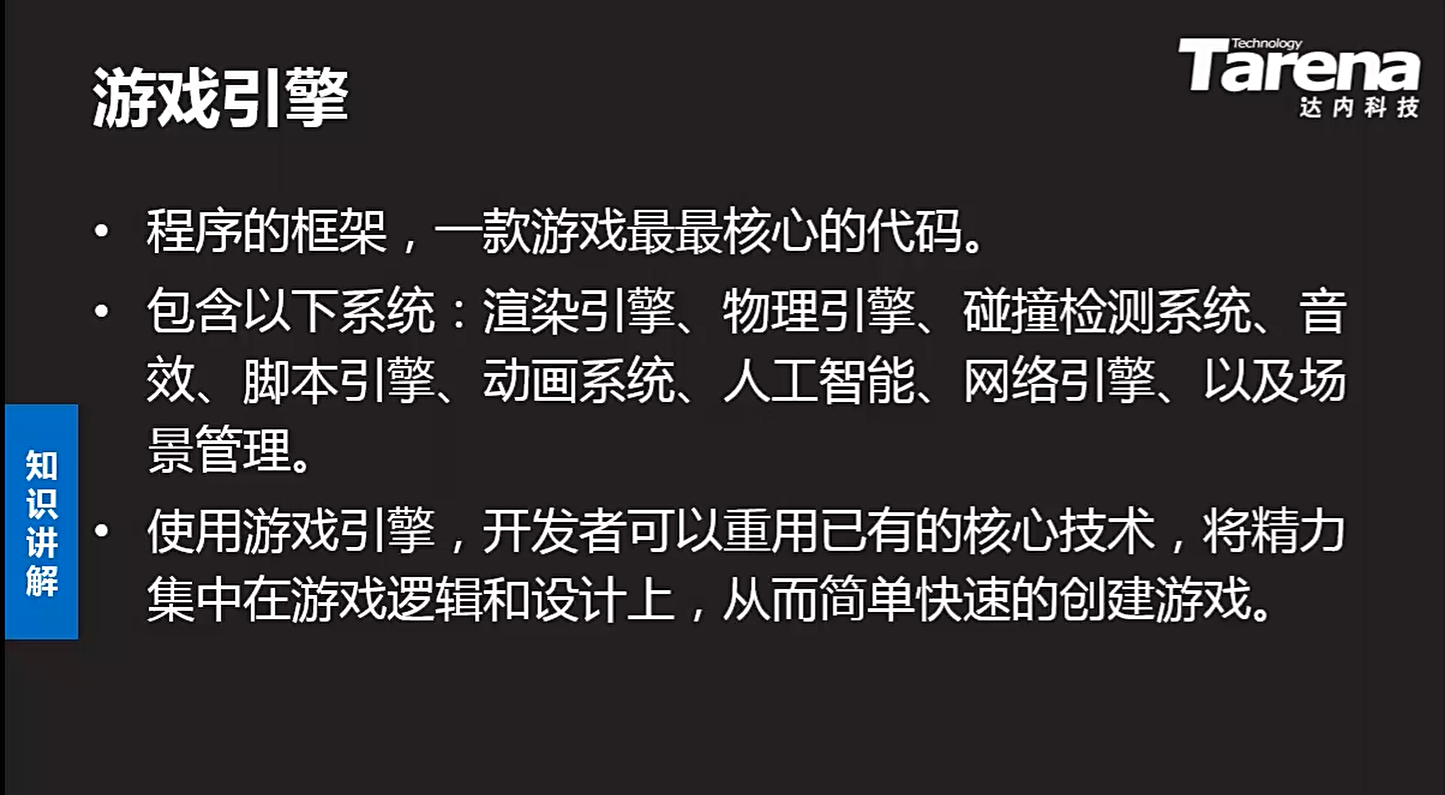 Technology
Tarena
达内科技
游戏引擎
• 程序的框架，一款游戏最最核心的代码。
• 包含以下系统：渲染引擎、物理引擎、碰撞检测系统、音
效、脚本引擎、动画系统、人工智能、网络引擎、以及场
景管理。
• 使用游戏引擎，开发者可以重用已有的核心技术，将精力
集中在游戏逻辑和设计上，从而简单快速的创建游戏。
知识讲解